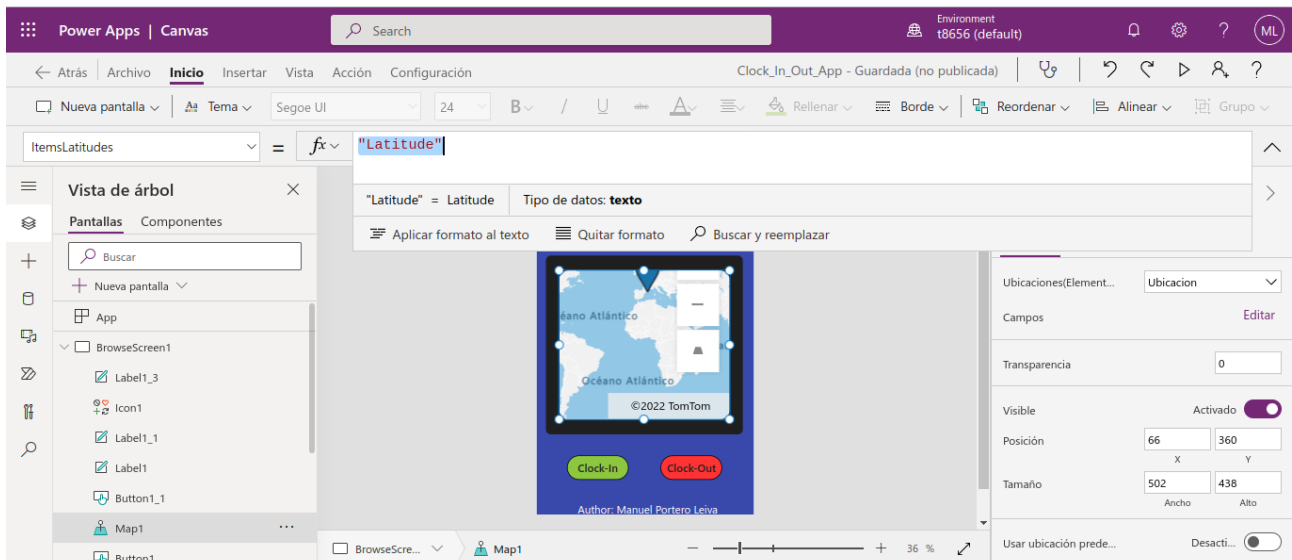 Power Apps | Canvas
Search
Environment
t8656 (default)
ML
Atrás Archivo Inicio Insertar Vista Acción Configuración
Clock_In_Out_App - Guardada (no publicada)
Nueva pantalla Tema Segoe UI 24 B / U abc A Rellenar Borde Reordenar Alinear Grupo
ItemsLatitudes = fx "Latitude"
"Latitude" = Latitude Tipo de datos: texto
Aplicar formato al texto Quitar formato Buscar y reemplazar
Vista de árbol
Pantallas Componentes
Buscar
Nueva pantalla
App
BrowseScreen1
Label1_3
Icon1
Label1_1
Label1
Button1_1
Map1 ...
Button1
éano Atlántico
Océano Atlántico
©2022 TomTom
Clock-In Clock-Out
Author: Manuel Portero Leiva
BrowseScre... Map1
36 %
Ubicaciones(Element... Ubicacion
Campos Editar
Transparencia 0
Visible Activado
Posición 66 360
X Y
Tamaño 502 438
Ancho Alto
Usar ubicación prede... Desacti...